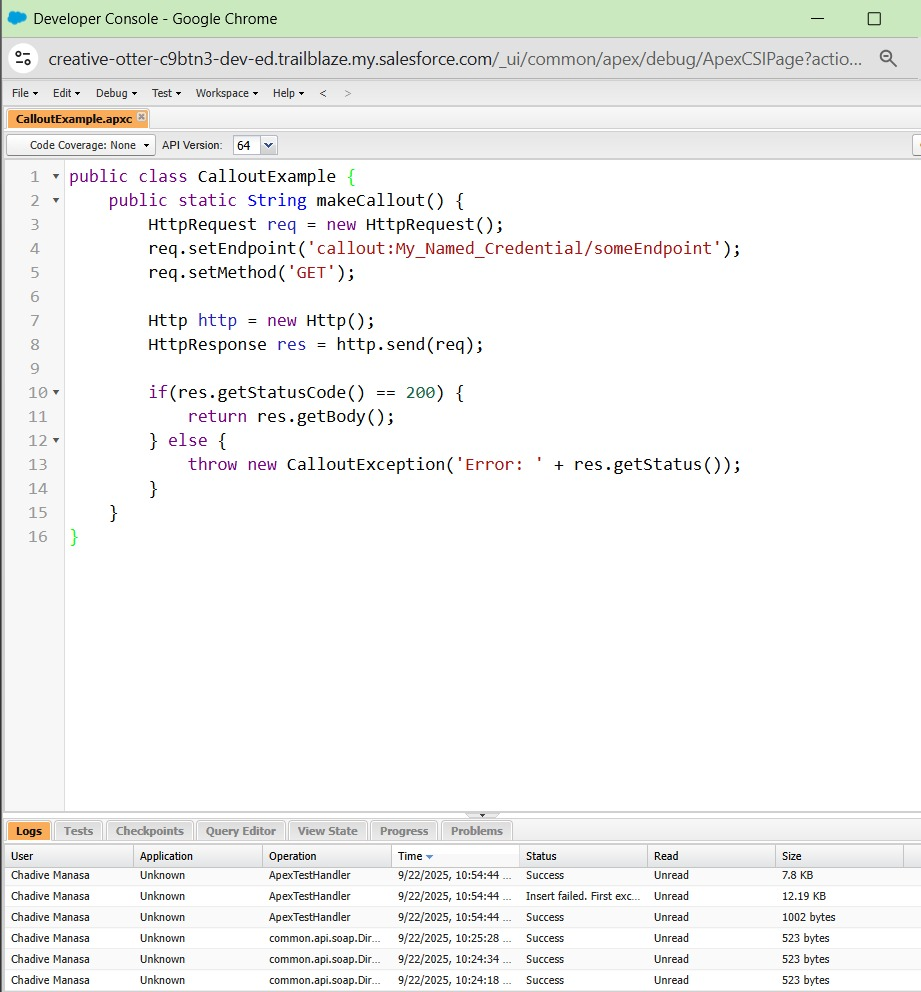 Developer Console - Google Chrome
creative-otter-c9btn3-dev-ed.trailblaze.my.salesforce.com/_ui/common/apex/debug/ApexCSIPage?actio...
File Edit Debug Test Workspace Help < >
CalloutExample.apxc
Code Coverage: None API Version: 64
1 public class CalloutExample {
2 public static String makeCallout() {
3 HttpRequest req = new HttpRequest();
4 req.setEndpoint('callout:My_Named_Credential/someEndpoint');
5 req.setMethod('GET');
6
7 Http http = new Http();
8 HttpResponse res = http.send(req);
9
10 if(res.getStatusCode() == 200) {
11 return res.getBody();
12 } else {
13 throw new CalloutException('Error: ' + res.getStatus());
14 }
15 }
16 }
Logs Tests Checkpoints Query Editor View State Progress Problems
User Application Operation Time Status Read Size
Chadive Manasa Unknown ApexTestHandler 9/22/2025, 10:54:44 ... Success Unread 7.8 KB
Chadive Manasa Unknown ApexTestHandler 9/22/2025, 10:54:44 ... Insert failed. First exc... Unread 12.19 KB
Chadive Manasa Unknown ApexTestHandler 9/22/2025, 10:54:44 ... Success Unread 1002 bytes
Chadive Manasa Unknown common.api.soap.Dir... 9/22/2025, 10:25:28 ... Success Unread 523 bytes
Chadive Manasa Unknown common.api.soap.Dir... 9/22/2025, 10:24:34 ... Success Unread 523 bytes
Chadive Manasa Unknown common.api.soap.Dir... 9/22/2025, 10:24:18 ... Success Unread 523 bytes